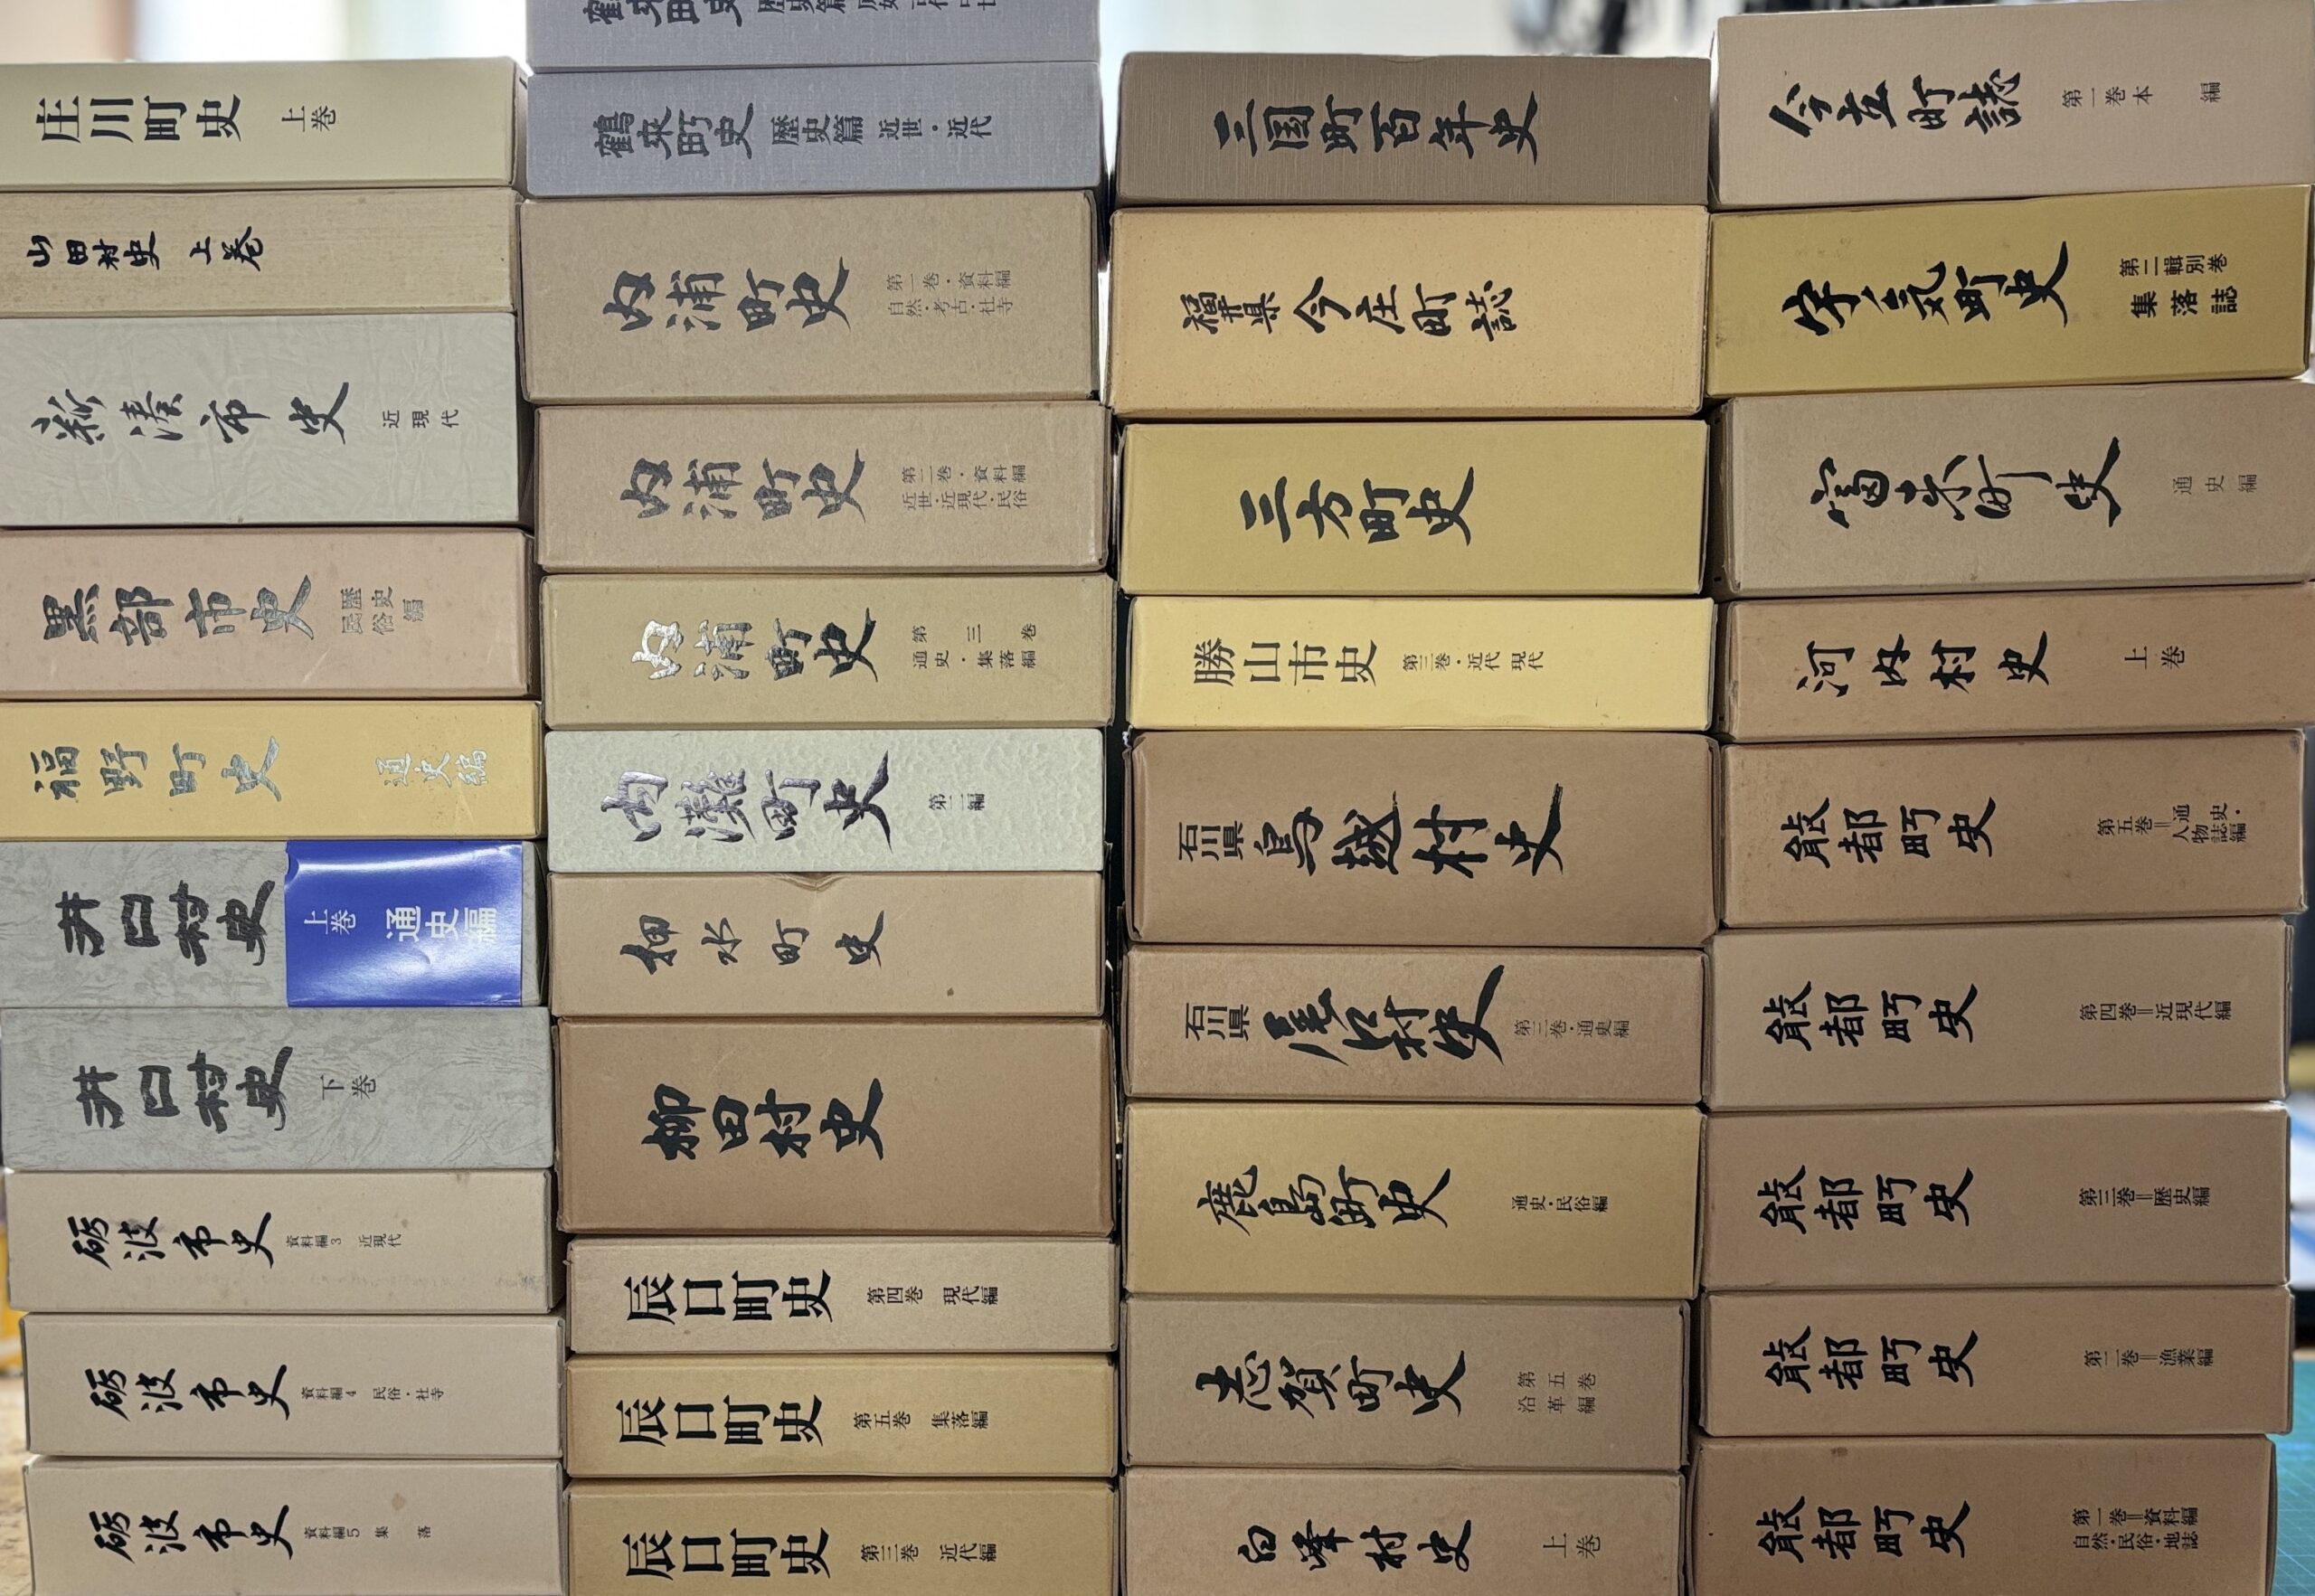 庄川町史 上巻
山田村史 上巻
新湊市史 近現代
黒部市史 歴史民俗編
福野町史 通史編
井口村史 上巻 通史編
井口村史 下巻
砺波市史 資料編3 近現代
砺波市史 資料編4 民俗・社寺
砺波市史 資料編5 集落
鶴来町史 歴史篇
鶴来町史 歴史篇 近世・近代
内浦町史 第一巻・資料編
自然・考古・社寺
内浦町史 第二巻・資料編
近世・近現代・民俗
内浦町史 第三巻
通史・集落編
内灘町史 第二編
押水町史
柳田村史
辰口町史 第四巻 現代編
辰口町史 第五巻 集落編
辰口町史 第三巻 近代編
三国町百年史
福井県 今庄町誌
三方町史
勝山市史 第三巻・近代 現代
石川県 鳥越村史
石川県 尾口村史 第三巻・通史編
鹿島町史 通史・民俗編
志賀町史 第五巻
沿革編
白峰村史 上巻
今立町誌 第一巻本編
宇ノ気町史 第二輯別巻
集落誌
富来町史 通史編
河内村史 上巻
能都町史 第五巻=通史・
人物誌編
能都町史 第四巻=近現代編
能都町史 第三巻=歴史編
能都町史 第二巻=漁業編
能都町史 第一巻=資料編
自然・民俗・地誌